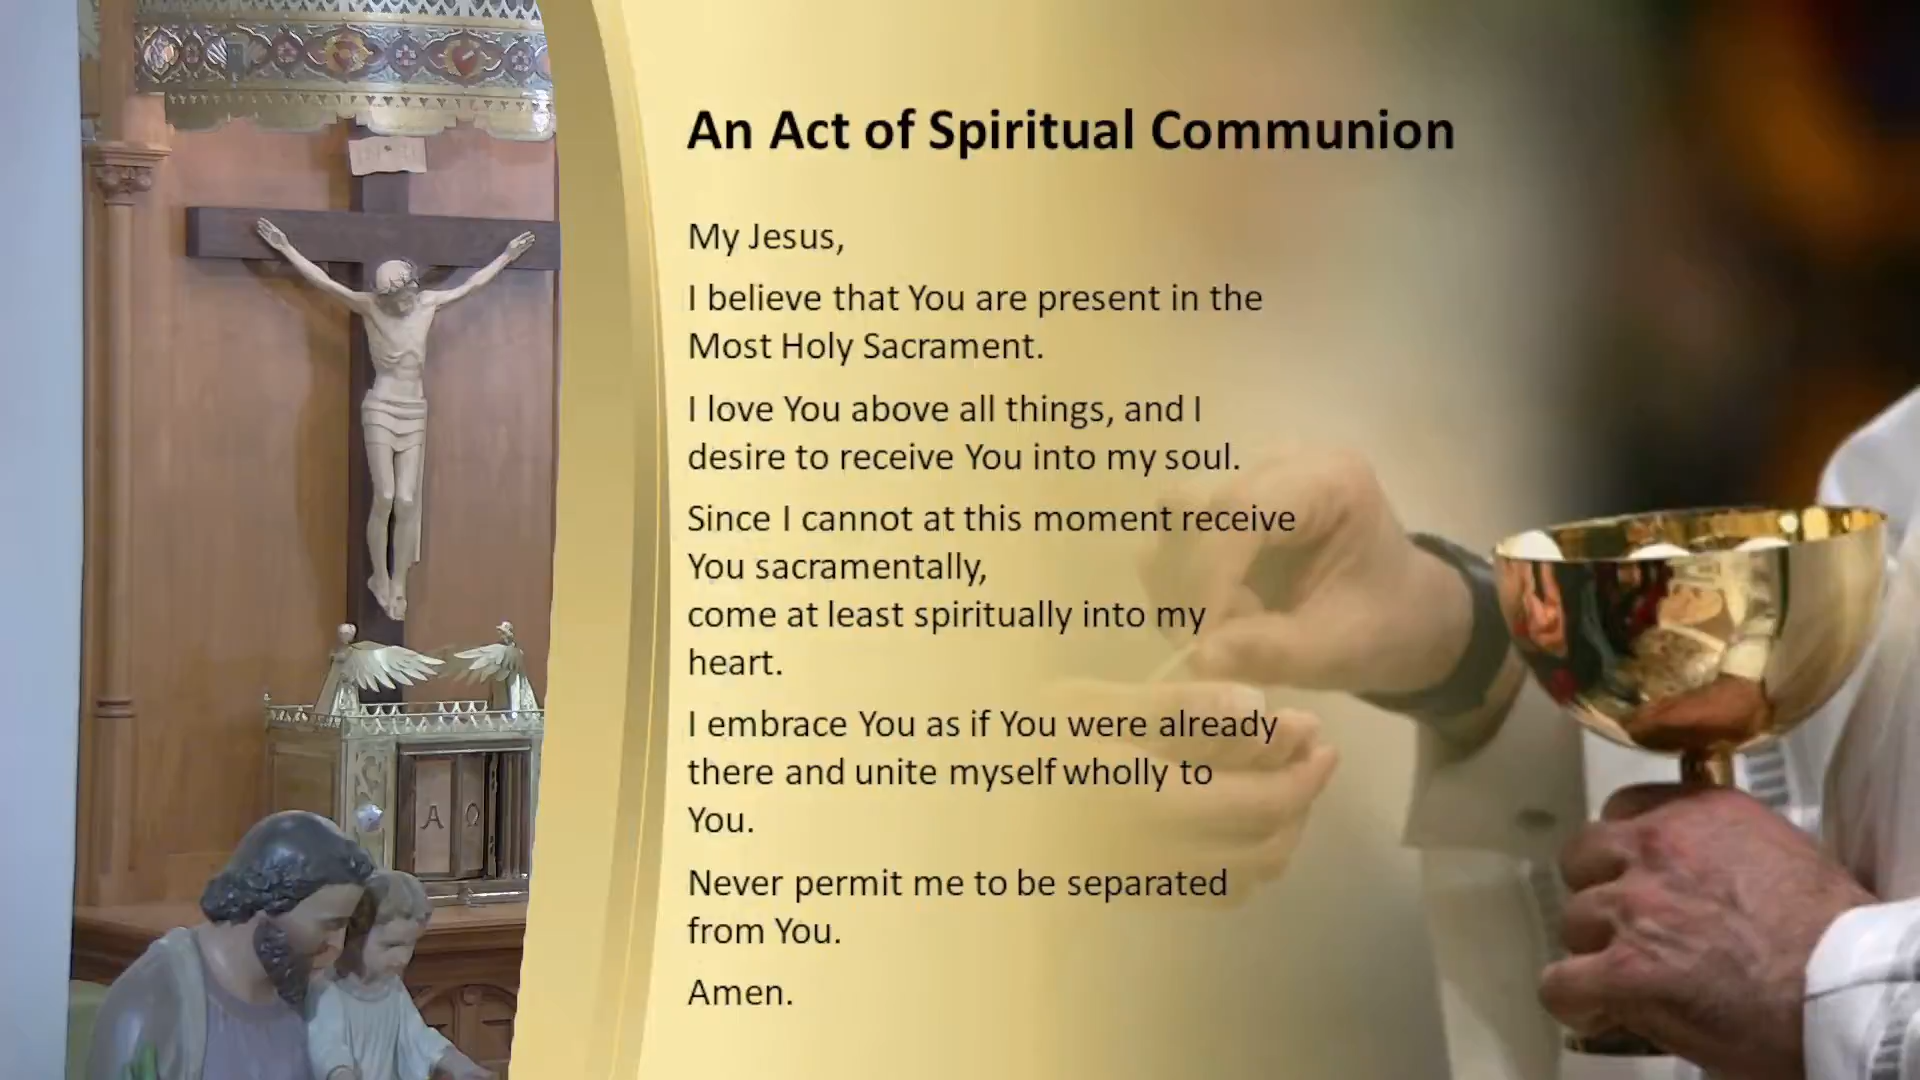 An Act of Spiritual Communion
My Jesus,
I believe that You are present in the
Most Holy Sacrament.
I love You above all things, and I
desire to receive You into my soul.
Since I cannot at this moment receive
You sacramentally,
come at least spiritually into my
heart.
I embrace You as if You were already
there and unite myself wholly to
You.
Never permit me to be separated
from You.
Amen.
A Ω